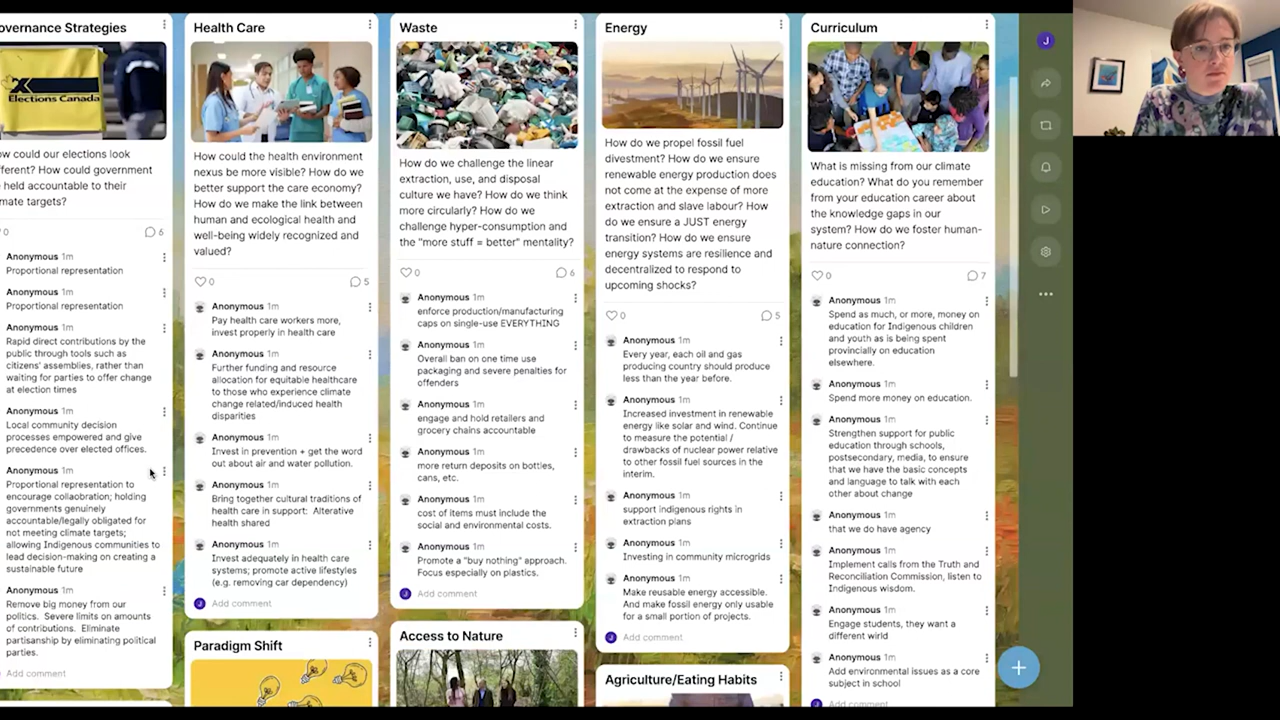 overnance Strategies
Elections Canada
ow could our elections look
fferent? How could government
e held accountable to their
mate targets?
0
6
Anonymous 1m
Proportional representation
Anonymous 1m
Proportional representation
Anonymous 1m
Rapid direct contributions by the
public through tools such as
citizens' assemblies, rather than
waiting for parties to offer change
at election times
Anonymous 1m
Local community decision
processes empowered and give
precedence over elected offices.
Anonymous 1m
Proportional representation to
encourage collaobration; holding
governments genuinely
accountable/legally obligated for
not meeting climate targets;
allowing Indigenous communities to
lead decision-making on creating a
sustainable future
Anonymous 1m
Remove big money from our
politics. Severe limits on amounts
of contributions. Eliminate
partisanship by eliminating political
parties.
Add comment
Health Care
How could the health environment
nexus be more visible? How do we
better support the care economy?
How do we make the link between
human and ecological health and
well-being widely recognized and
valued?
0
5
Anonymous 1m
Pay health care workers more,
invest properly in health care
Anonymous 1m
Further funding and resource
allocation for equitable healthcare
to those who experience climate
change related/induced health
disparities
Anonymous 1m
Invest in prevention + get the word
out about air and water pollution.
Anonymous 1m
Bring together cultural traditions of
health care in support: Alterative
health shared
Anonymous 1m
Invest adequately in health care
systems; promote active lifestyles
(e.g. removing car dependency)
J Add comment
Paradigm Shift
Waste
How do we challenge the linear
extraction, use, and disposal
culture we have? How do we think
more circularly? How do we
challenge hyper-consumption and
the "more stuff = better" mentality?
0
6
Anonymous 1m
enforce production/manufacturing
caps on single-use EVERYTHING
Anonymous 1m
Overall ban on one time use
packaging and severe penalties for
offenders
Anonymous 1m
engage and hold retailers and
grocery chains accountable
Anonymous 1m
more return deposits on bottles,
cans, etc.
Anonymous 1m
cost of items must include the
social and environmental costs.
Anonymous 1m
Promote a "buy nothing" approach.
Focus especially on plastics.
J Add comment
Access to Nature
Energy
How do we propel fossil fuel
divestment? How do we ensure
renewable energy production does
not come at the expense of more
extraction and slave labour? How
do we ensure a JUST energy
transition? How do we ensure
energy systems are resilience and
decentralized to respond to
upcoming shocks?
0
5
Anonymous 1m
Every year, each oil and gas
producing country should produce
less than the year before.
Anonymous 1m
Increased investment in renewable
energy like solar and wind. Continue
to measure the potential /
drawbacks of nuclear power relative
to other fossil fuel sources in the
interim.
Anonymous 1m
support indigenous rights in
extraction plans
Anonymous 1m
Investing in community microgrids
Anonymous 1m
Make reusable energy accessible.
And make fossil energy only usable
for a small portion of projects.
J Add comment
Agriculture/Eating Habits
Curriculum
What is missing from our climate
education? What do you remember
from your education career about
the knowledge gaps in our
system? How do we foster human-
nature connection?
0
7
Anonymous 1m
Spend as much, or more, money on
education for Indigenous children
and youth as is being spent
provincially on education
elsewhere.
Anonymous 1m
Spend more money on education.
Anonymous 1m
Strengthen support for public
education through schools,
postsecondary, media, to ensure
that we have the basic concepts
and language to talk with each
other about change
Anonymous 1m
that we do have agency
Anonymous 1m
Implement calls from the Truth and
Reconciliation Commission, listen to
Indigenous wisdom.
Anonymous 1m
Engage students, they want a
different wirld
Anonymous 1m
Add environmental issues as a core
subject in school
Add comment
J